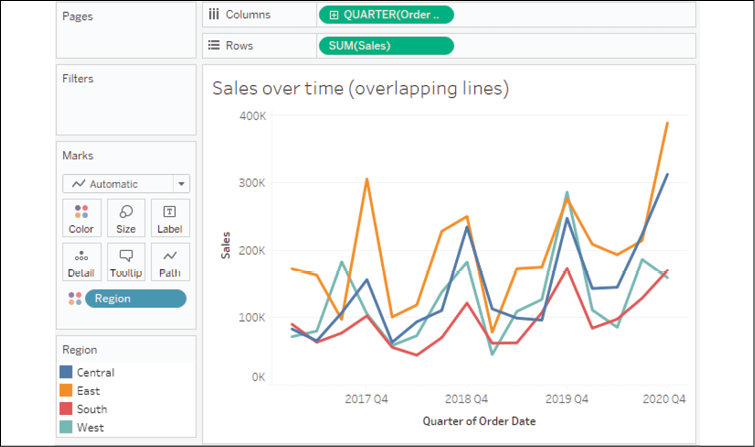 Pages
Columns
QUARTER(Order ..
Rows
SUM(Sales)
Filters
Sales over time (overlapping lines)
Marks
Automatic
Color
Size
Label
Detail
Tooltip
Path
Region
Region
Central
East
South
West
400K
300K
200K
100K
0K
Sales
2017 Q4
2018 Q4
2019 Q4
2020 Q4
Quarter of Order Date